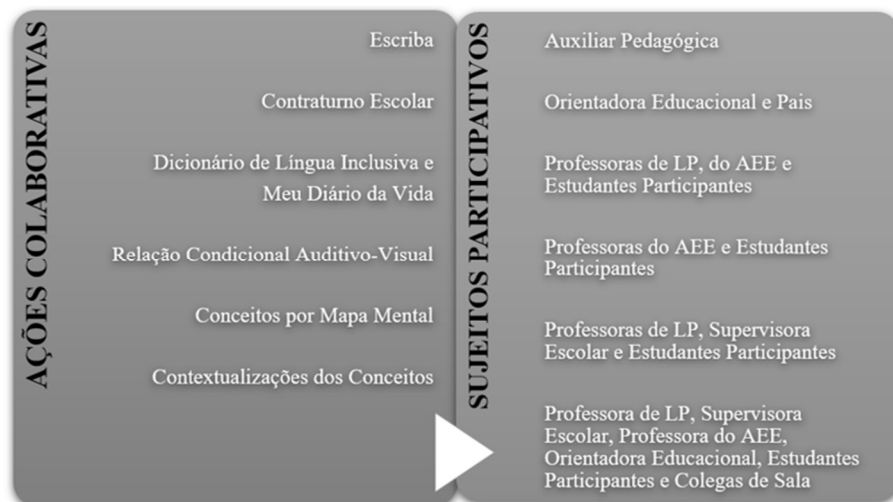 AÇÕES COLABORATIVAS
Escriba
Contraturno Escolar
Dicionário de Língua Inclusiva e
Meu Diário da Vida
Relação Condicional Auditivo-Visual
Conceitos por Mapa Mental
Contextualizações dos Conceitos
SUJEITOS PARTICIPATIVOS
Auxiliar Pedagógica
Orientadora Educacional e Pais
Professoras de LP, do AEE e
Estudantes Participantes
Professoras do AEE e Estudantes
Participantes
Professoras de LP, Supervisora
Escolar e Estudantes Participantes
Professora de LP, Supervisora
Escolar, Professora do AEE,
Orientadora Educacional, Estudantes
Participantes e Colegas de Sala